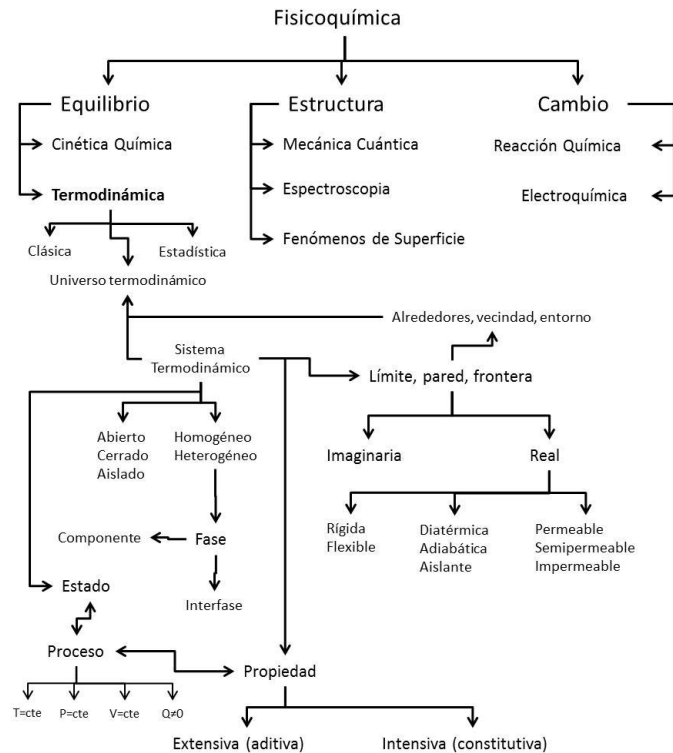 Fisicoquímica
Equilibrio
Estructura
Cambio
Cinética Química
Mecánica Cuántica
Reacción Química
Termodinámica
Espectroscopia
Electroquímica
Clásica
Estadística
Fenómenos de Superficie
Universo termodinámico
Alrededores, vecindad, entorno
Sistema
Termodinámico
Límite, pared, frontera
Abierto
Cerrado
Aislado
Homogéneo
Heterogéneo
Imaginaria
Real
Rígida
Flexible
Diatérmica
Adiabática
Aislante
Permeable
Semipermeable
Impermeable
Componente
Fase
Estado
Interfase
Proceso
Propiedad
T=cte
P=cte
V=cte
Q≠0
Extensiva (aditiva)
Intensiva (constitutiva)